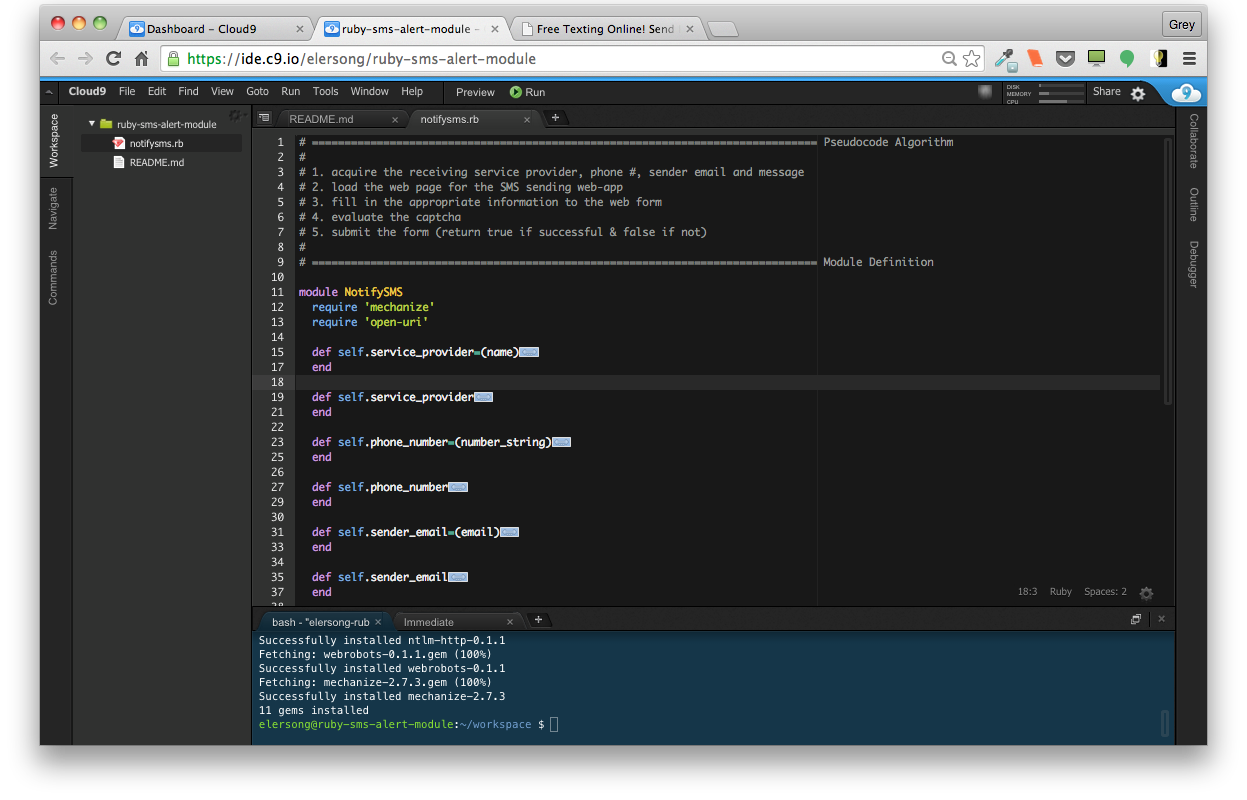 Dashboard – Cloud9
ruby-sms-alert-module –
Free Texting Online! Send
Grey
https://ide.c9.io/elersong/ruby-sms-alert-module
Cloud9 File Edit Find View Goto Run Tools Window Help Preview Run
DISK
MEMORY
CPU
Share
9
Workspace
Navigate
Commands
ruby-sms-alert-module
notifysms.rb
README.md
README.md
notifysms.rb
1 # ============================================================================== Pseudocode Algorithm
2 #
3 # 1. acquire the receiving service provider, phone #, sender email and message
4 # 2. load the web page for the SMS sending web-app
5 # 3. fill in the appropriate information to the web form
6 # 4. evaluate the captcha
7 # 5. submit the form (return true if successful & false if not)
8 #
9 # ============================================================================== Module Definition
10
11 module NotifySMS
12 require 'mechanize'
13 require 'open-uri'
14
15 def self.service_provider=(name)
17 end
18
19 def self.service_provider
21 end
22
23 def self.phone_number=(number_string)
25 end
26
27 def self.phone_number
29 end
30
31 def self.sender_email=(email)
33 end
34
35 def self.sender_email
37 end
38
18:3 Ruby Spaces: 2
Collaborate
Outline
Debugger
bash - "elersong-rub
Immediate
Successfully installed ntlm-http-0.1.1
Fetching: webrobots-0.1.1.gem (100%)
Successfully installed webrobots-0.1.1
Fetching: mechanize-2.7.3.gem (100%)
Successfully installed mechanize-2.7.3
11 gems installed
elersong@ruby-sms-alert-module:~/workspace $